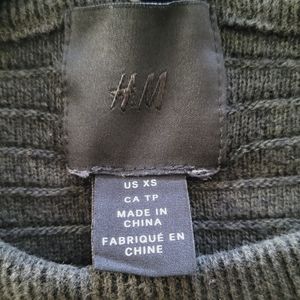 H&M
US XS
CA TP
MADE IN
CHINA
FABRIQUÉ EN
CHINE